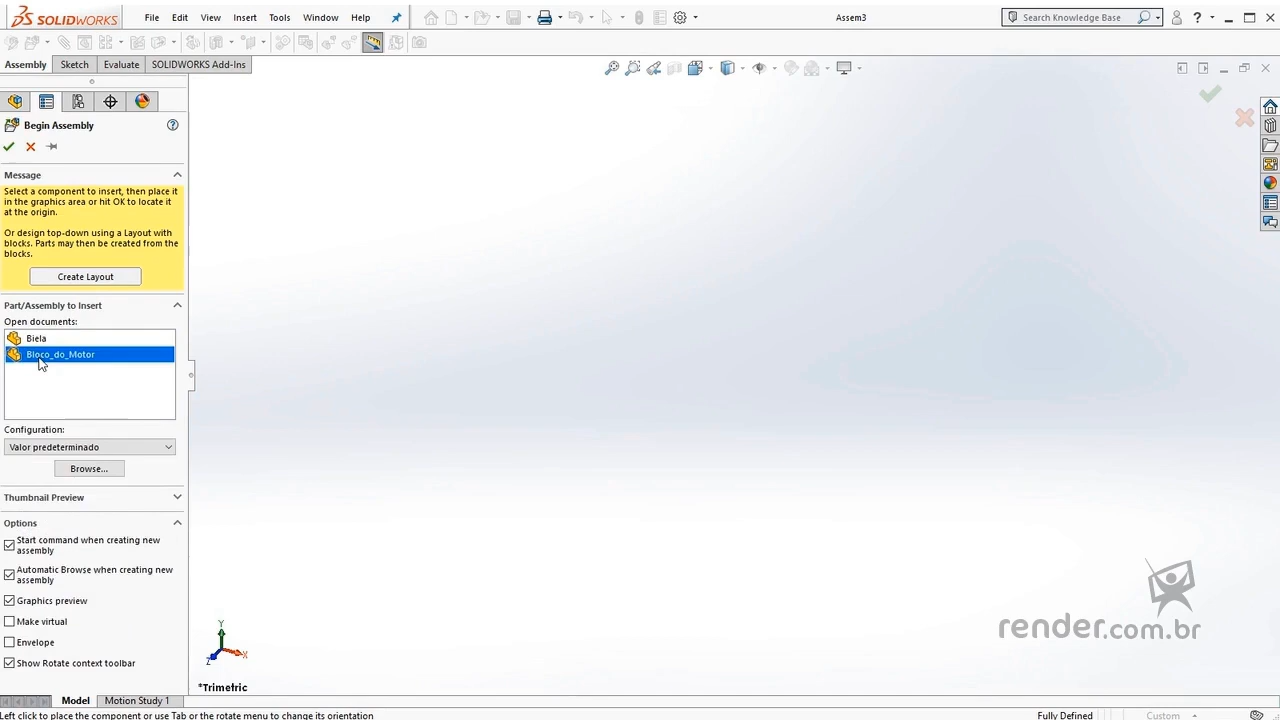 SOLIDWORKS File Edit View Insert Tools Window Help Assem3 Search Knowledge Base ?
Assembly Sketch Evaluate SOLIDWORKS Add-Ins
Begin Assembly ?
Message
Select a component to insert, then place it
in the graphics area or hit OK to locate it
at the origin.
Or design top-down using a Layout with
blocks. Parts may then be created from the
blocks.
Create Layout
Part/Assembly to Insert
Open documents:
Biela
Bloco_do_Motor
Configuration:
Valor predeterminado
Browse...
Thumbnail Preview
Options
Start command when creating new
assembly
Automatic Browse when creating new
assembly
Graphics preview
Make virtual
Envelope
Show Rotate context toolbar
Y
X
Z
*Trimetric
render.com.br
Model Motion Study 1
Left click to place the component or use Tab or the rotate menu to change its orientation Fully Defined Custom